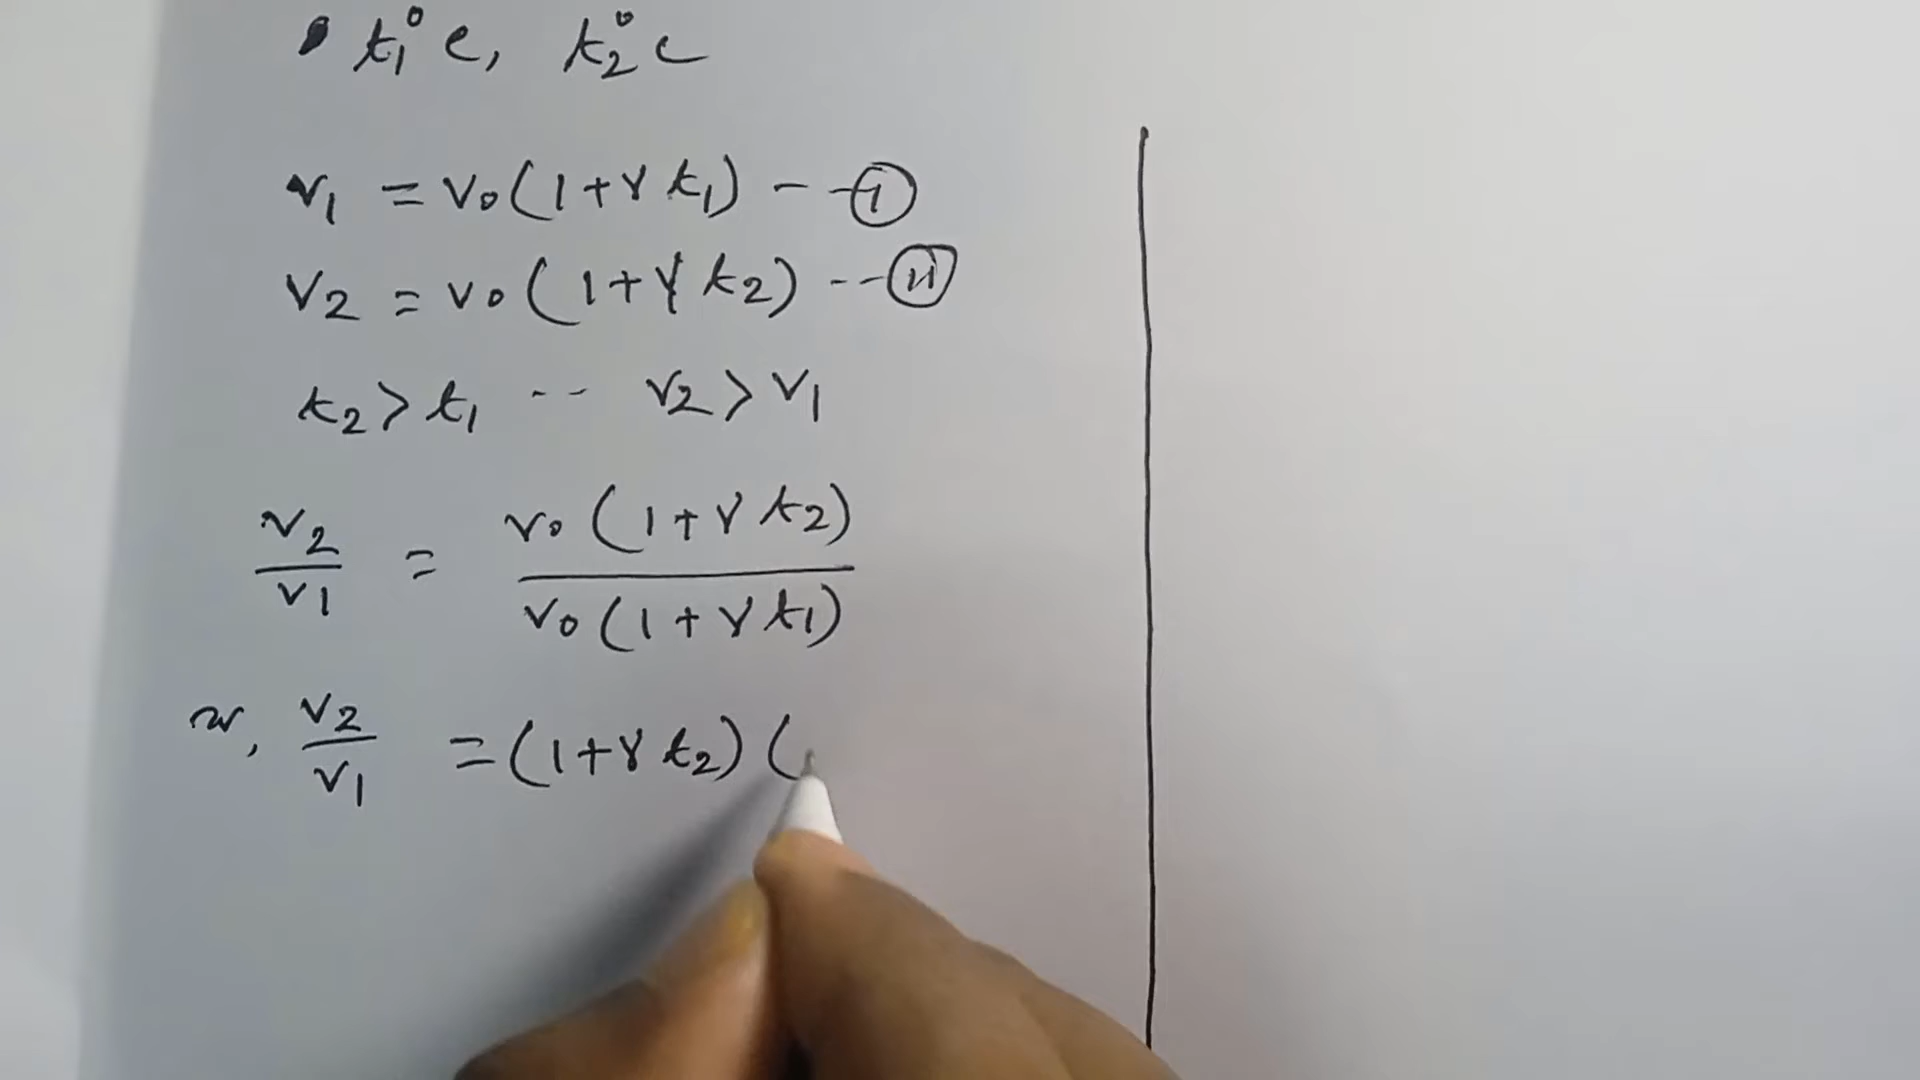 t₁°c, t₂°c
v₁ = v₀(1+γt₁) -- (I)
v₂ = v₀(1+γt₂) -- (II)
t₂ > t₁ -- v₂ > v₁
v₂/v₁ = v₀(1+γt₂)/v₀(1+γt₁)
or, v₂/v₁ = (1+γt₂)(